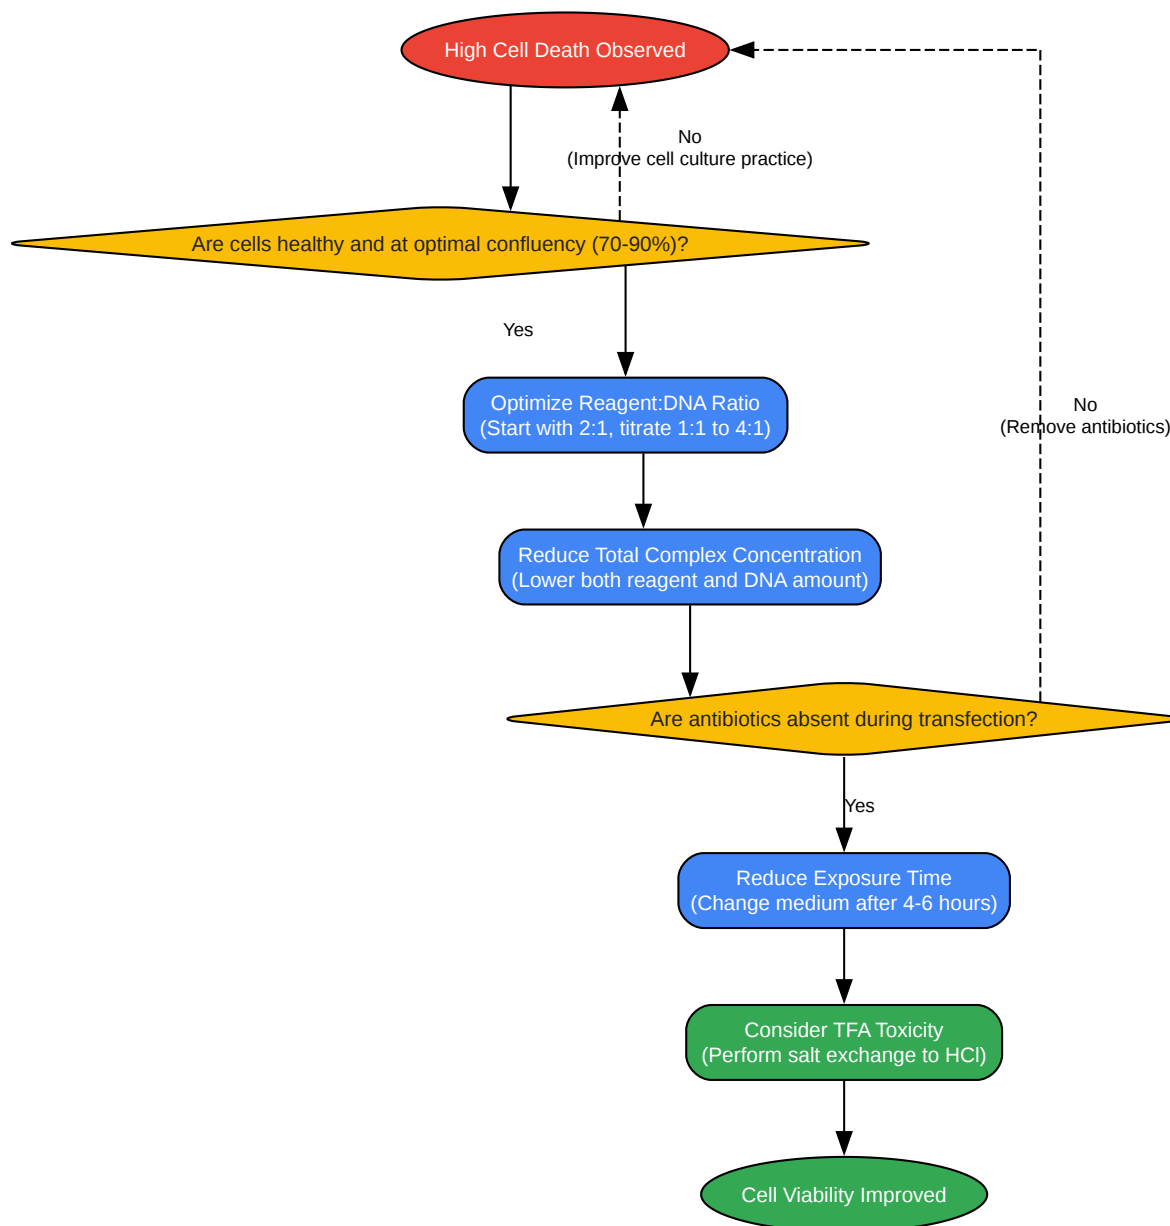 High Cell Death Observed
No
(Improve cell culture practice)
Are cells healthy and at optimal confluency (70-90%)?
Yes
Optimize Reagent:DNA Ratio
(Start with 2:1, titrate 1:1 to 4:1)
No
(Remove antibiotics)
Reduce Total Complex Concentration
(Lower both reagent and DNA amount)
Are antibiotics absent during transfection?
Yes
Reduce Exposure Time
(Change medium after 4-6 hours)
Consider TFA Toxicity
(Perform salt exchange to HCl)
Cell Viability Improved